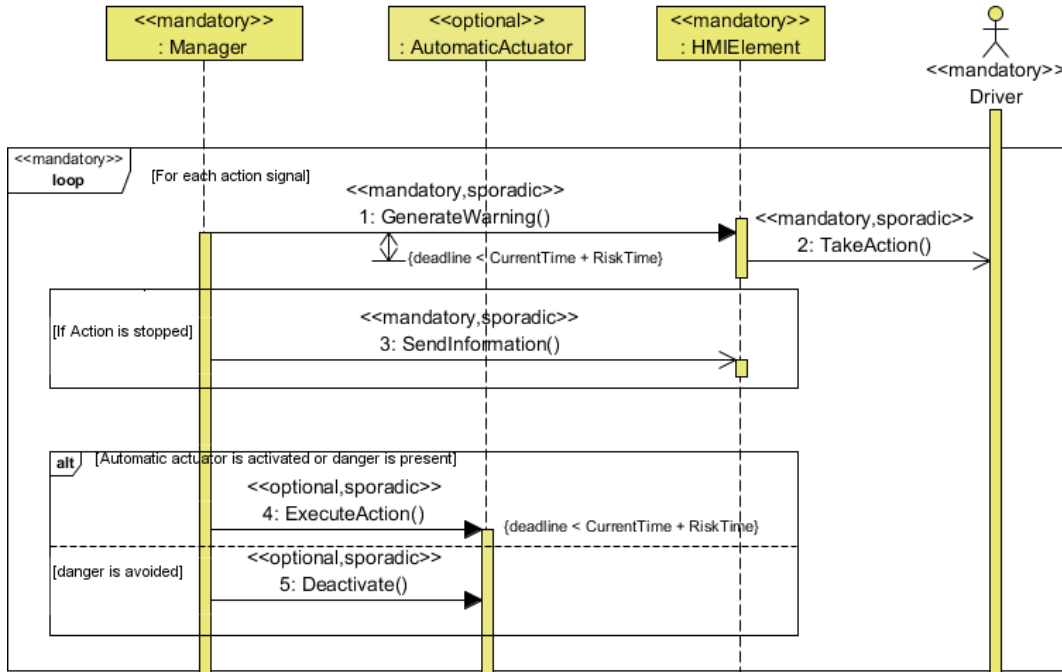 <<mandatory>>
: Manager
<<optional>>
: AutomaticActuator
<<mandatory>>
: HMIElement
<<mandatory>>
Driver
<<mandatory>>
loop
[For each action signal]
<<mandatory,sporadic>>
1: GenerateWarning()
{deadline < CurrentTime + RiskTime}
<<mandatory,sporadic>>
2: TakeAction()
[If Action is stopped]
<<mandatory,sporadic>>
3: SendInformation()
alt
[Automatic actuator is activated or danger is present]
<<optional,sporadic>>
4: ExecuteAction()
{deadline < CurrentTime + RiskTime}
[danger is avoided]
<<optional,sporadic>>
5: Deactivate()